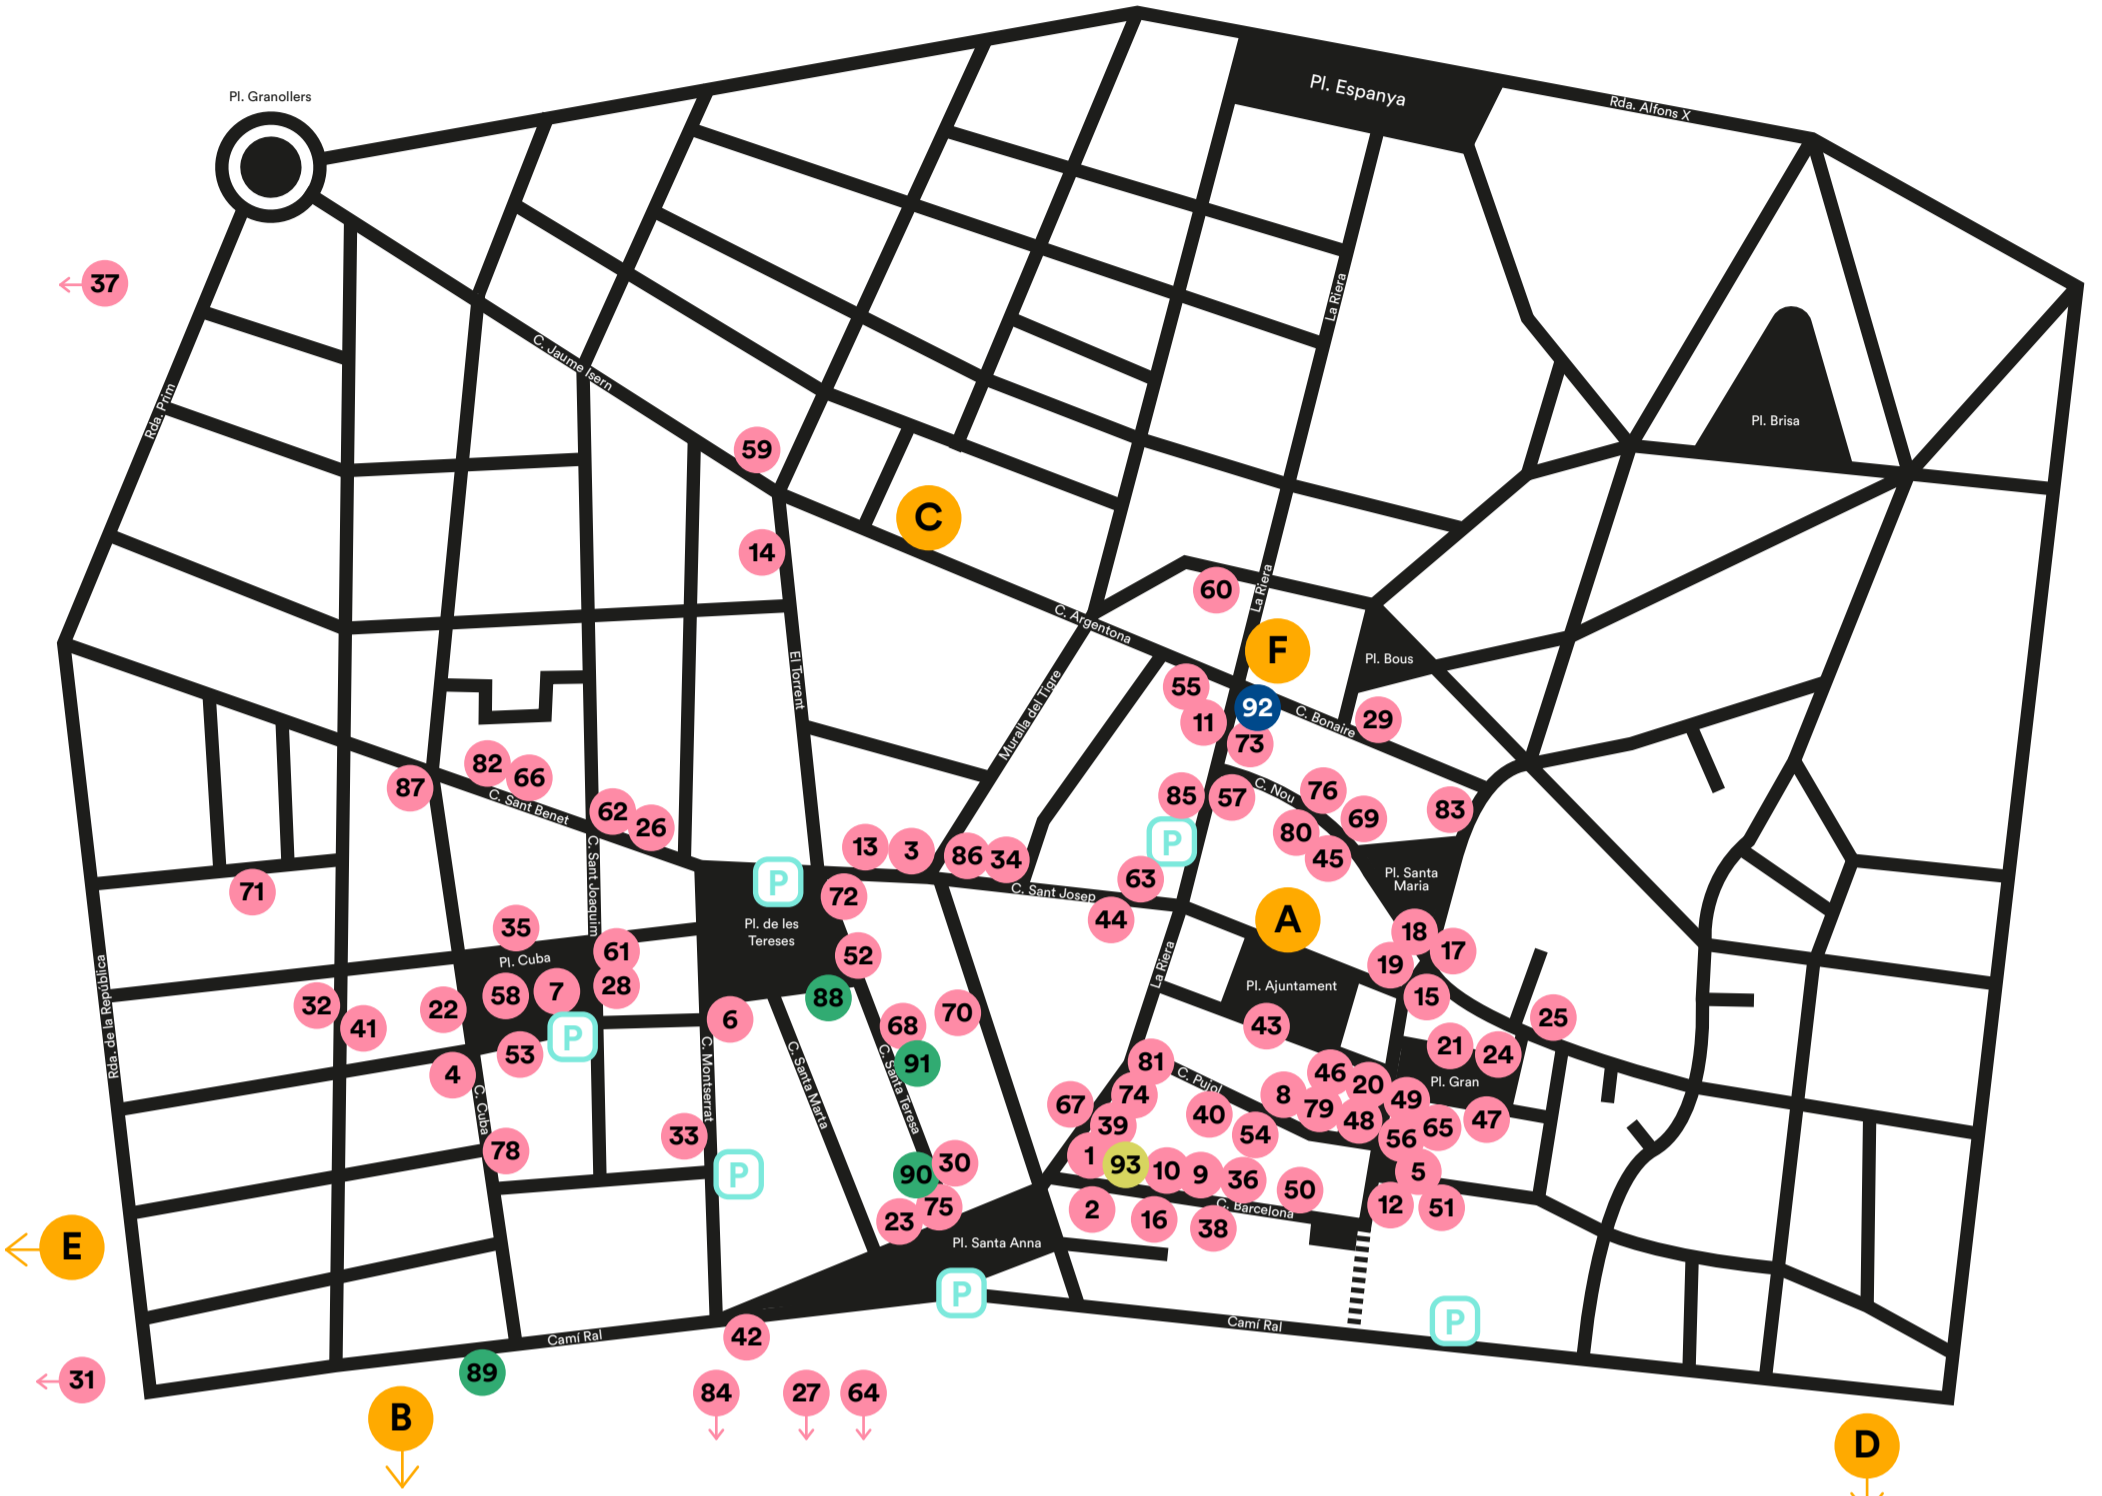 Pl. Espanya
Pl. Granollers
Rda. Alfons X
37
La Riera
C. Jaume Isern
Rda. Prim
Pl. Brisa
59
C
14
60
La Riera
C. Argentona
F
Pl. Bous
El Torrent
55
Muralla del Tigre
92
11
C. Bonaire
29
73
82
66
87
C. Sant Benet
85
57
C. Nou
76
83
62
26
69
80
P
45
13
3
86
34
C. Sant Joaquim
P
63
Pl. Santa
Maria
71
72
C. Sant Josep
44
A
35
Pl. de les
Tereses
18
17
61
Pl. Cuba
52
La Riera
19
28
58
7
88
Pl. Ajuntament
15
32
22
41
Rda. de la República
P
6
68
70
43
25
53
91
21
24
4
C. Cuba
C. Montserrat
C. Santa Marta
C. Santa Teresa
81
C. Pujol
46
20
Pl. Gran
74
8
49
67
40
79
48
47
39
54
56
65
33
78
P
90
30
1
93
10
9
36
5
50
23
75
2
16
38
C. Barcelona
12
51
E
Pl. Santa Anna
P
P
42
Camí Ral
Camí Ral
89
31
84
27
64
B
D